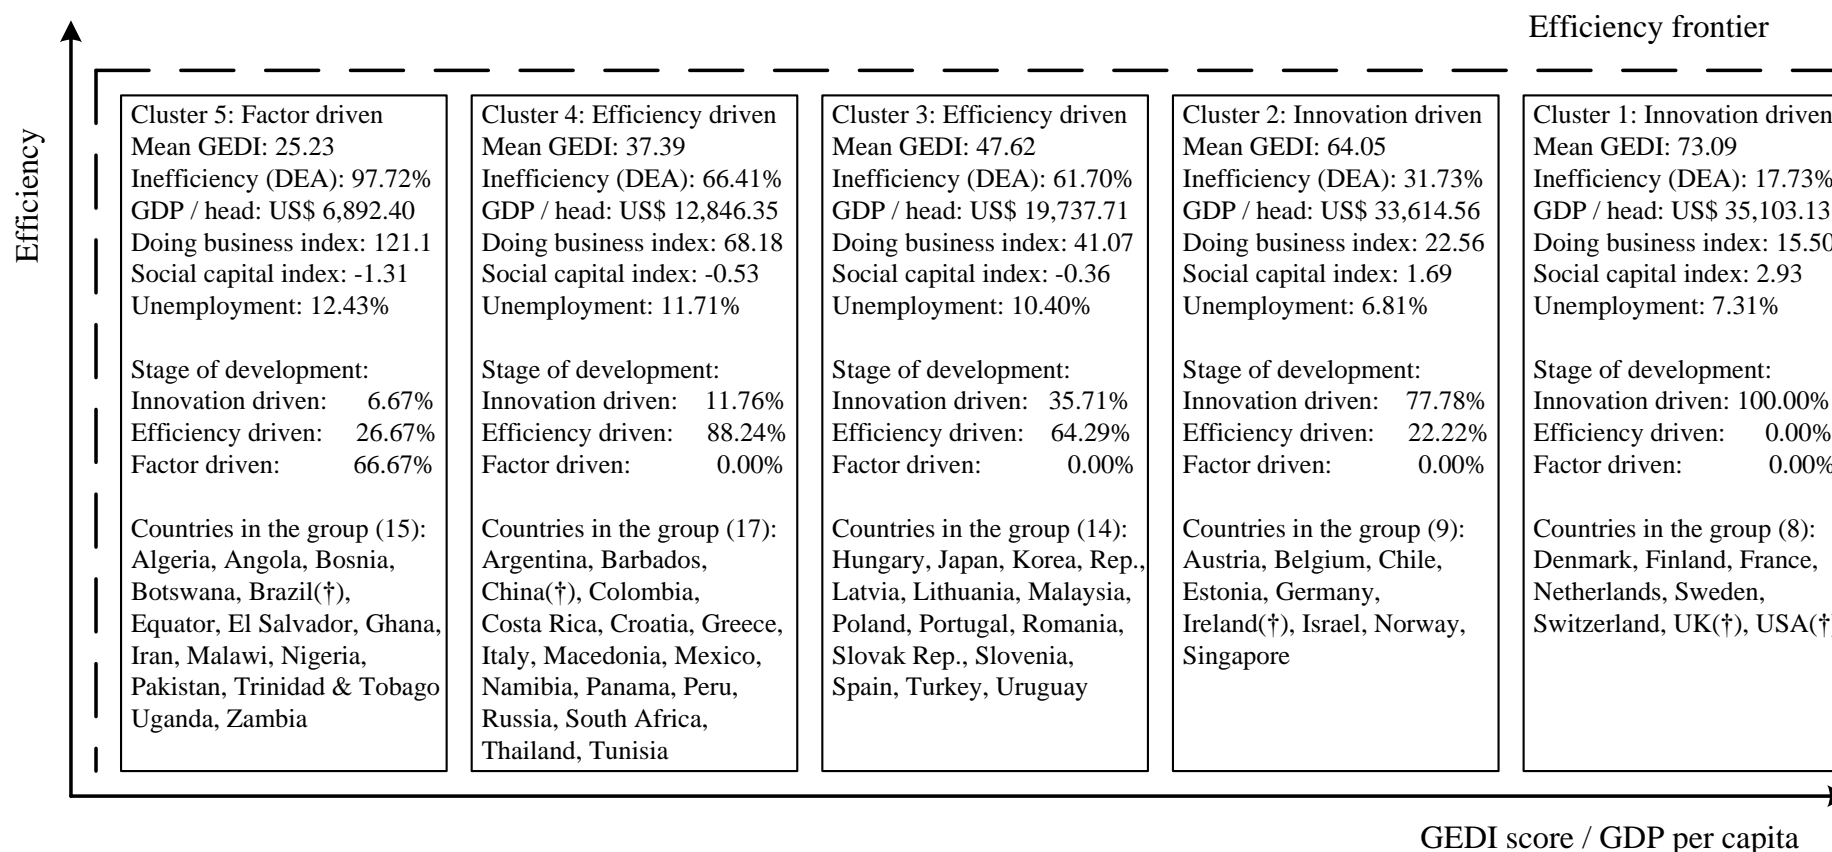 Efficiency frontier
Efficiency
Cluster 5: Factor driven
Mean GEDI: 25.23
Inefficiency (DEA): 97.72%
GDP / head: US$ 6,892.40
Doing business index: 121.1
Social capital index: -1.31
Unemployment: 12.43%
Stage of development:
Innovation driven: 6.67%
Efficiency driven: 26.67%
Factor driven: 66.67%
Countries in the group (15):
Algeria, Angola, Bosnia,
Botswana, Brazil(†),
Equator, El Salvador, Ghana,
Iran, Malawi, Nigeria,
Pakistan, Trinidad & Tobago
Uganda, Zambia
Cluster 4: Efficiency driven
Mean GEDI: 37.39
Inefficiency (DEA): 66.41%
GDP / head: US$ 12,846.35
Doing business index: 68.18
Social capital index: -0.53
Unemployment: 11.71%
Stage of development:
Innovation driven: 11.76%
Efficiency driven: 88.24%
Factor driven: 0.00%
Countries in the group (17):
Argentina, Barbados,
China(†), Colombia,
Costa Rica, Croatia, Greece,
Italy, Macedonia, Mexico,
Namibia, Panama, Peru,
Russia, South Africa,
Thailand, Tunisia
Cluster 3: Efficiency driven
Mean GEDI: 47.62
Inefficiency (DEA): 61.70%
GDP / head: US$ 19,737.71
Doing business index: 41.07
Social capital index: -0.36
Unemployment: 10.40%
Stage of development:
Innovation driven: 35.71%
Efficiency driven: 64.29%
Factor driven: 0.00%
Countries in the group (14):
Hungary, Japan, Korea, Rep.,
Latvia, Lithuania, Malaysia,
Poland, Portugal, Romania,
Slovak Rep., Slovenia,
Spain, Turkey, Uruguay
Cluster 2: Innovation driven
Mean GEDI: 64.05
Inefficiency (DEA): 31.73%
GDP / head: US$ 33,614.56
Doing business index: 22.56
Social capital index: 1.69
Unemployment: 6.81%
Stage of development:
Innovation driven: 77.78%
Efficiency driven: 22.22%
Factor driven: 0.00%
Countries in the group (9):
Austria, Belgium, Chile,
Estonia, Germany,
Ireland(†), Israel, Norway,
Singapore
Cluster 1: Innovation driven
Mean GEDI: 73.09
Inefficiency (DEA): 17.73%
GDP / head: US$ 35,103.13
Doing business index: 15.50
Social capital index: 2.93
Unemployment: 7.31%
Stage of development:
Innovation driven: 100.00%
Efficiency driven: 0.00%
Factor driven: 0.00%
Countries in the group (8):
Denmark, Finland, France,
Netherlands, Sweden,
Switzerland, UK(†), USA(†
GEDI score / GDP per capita